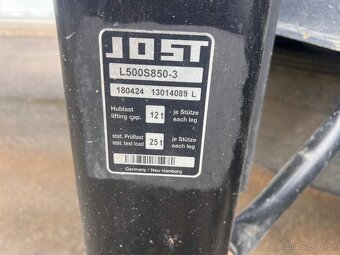 JOST
L500S850-3
180424 13014089 L
Hublast
lifting cap.
12 t
je Stütze
each leg
stat. Prüflast
stat. test load
25 t
je Stütze
each leg
Germany / Neu-Isenburg